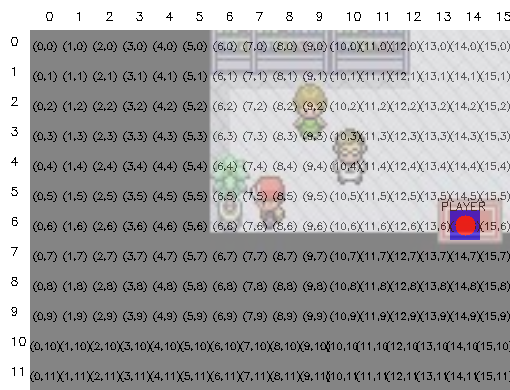 0 1 2 3 4 5 6 7 8 9 10 11 12 13 14 15
0 (0,0) (1,0) (2,0) (3,0) (4,0) (5,0) (6,0) (7,0) (8,0) (9,0) (10,0) (11,0) (12,0) (13,0) (14,0) (15,0)
1 (0,1) (1,1) (2,1) (3,1) (4,1) (5,1) (6,1) (7,1) (8,1) (9,1) (10,1) (11,1) (12,1) (13,1) (14,1) (15,1)
2 (0,2) (1,2) (2,2) (3,2) (4,2) (5,2) (6,2) (7,2) (8,2) (9,2) (10,2) (11,2) (12,2) (13,2) (14,2) (15,2)
3 (0,3) (1,3) (2,3) (3,3) (4,3) (5,3) (6,3) (7,3) (8,3) (9,3) (10,3) (11,3) (12,3) (13,3) (14,3) (15,3)
4 (0,4) (1,4) (2,4) (3,4) (4,4) (5,4) (6,4) (7,4) (8,4) (9,4) (10,4) (11,4) (12,4) (13,4) (14,4) (15,4)
5 (0,5) (1,5) (2,5) (3,5) (4,5) (5,5) (6,5) (7,5) (8,5) (9,5) (10,5) (11,5) (12,5) (13,5) (14,5) (15,5)
PLAYER
6 (0,6) (1,6) (2,6) (3,6) (4,6) (5,6) (6,6) (7,6) (8,6) (9,6) (10,6) (11,6) (12,6) (13,6) (15,6)
7 (0,7) (1,7) (2,7) (3,7) (4,7) (5,7) (6,7) (7,7) (8,7) (9,7) (10,7) (11,7) (12,7) (13,7) (14,7) (15,7)
8 (0,8) (1,8) (2,8) (3,8) (4,8) (5,8) (6,8) (7,8) (8,8) (9,8) (10,8) (11,8) (12,8) (13,8) (14,8) (15,8)
9 (0,9) (1,9) (2,9) (3,9) (4,9) (5,9) (6,9) (7,9) (8,9) (9,9) (10,9) (11,9) (12,9) (13,9) (14,9) (15,9)
10 (0,10) (1,10) (2,10) (3,10) (4,10) (5,10) (6,10) (7,10) (8,10) (9,10) (10,10) (11,10) (12,10) (13,10) (14,10) (15,10)
11 (0,11) (1,11) (2,11) (3,11) (4,11) (5,11) (6,11) (7,11) (8,11) (9,11) (10,11) (11,11) (12,11) (13,11) (14,11) (15,11)